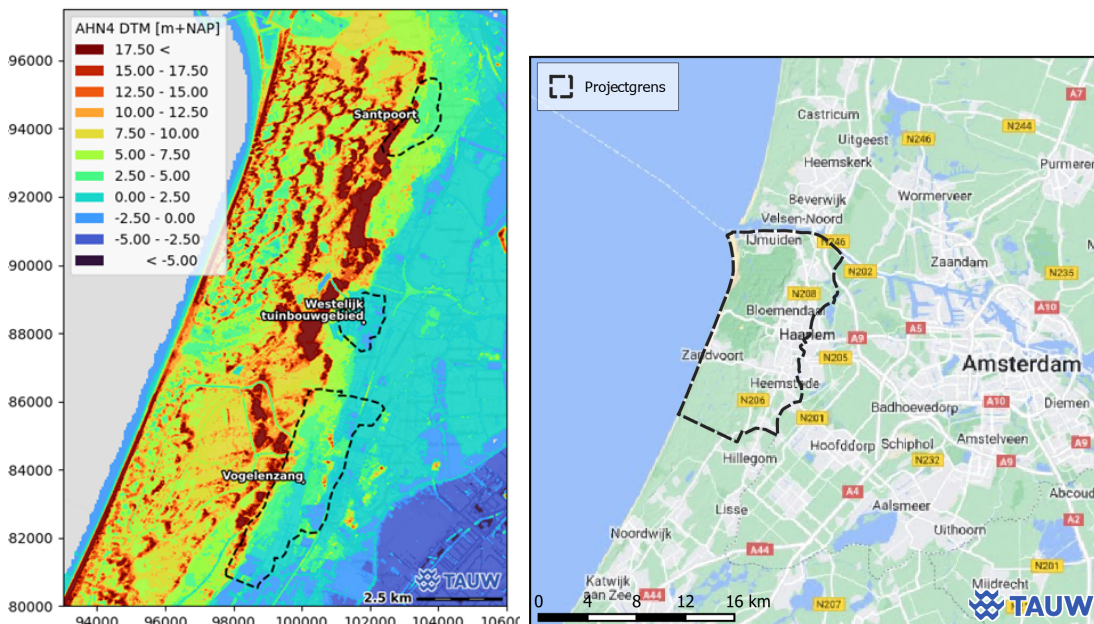 AHN4 DTM [m+NAP]
17.50 <
15.00 - 17.50
12.50 - 15.00
10.00 - 12.50
7.50 - 10.00
5.00 - 7.50
2.50 - 5.00
0.00 - 2.50
-2.50 - 0.00
-5.00 - -2.50
< -5.00
96000
94000
92000
90000
88000
86000
84000
82000
80000
Santpoort
Westelijk
tuinbouwgebied
Vogelenzang
TAUW
2.5 km
94000
96000
98000
100000
102000
104000
10600
Projectgrens
A7
Castricum
N244
Uitgeest
N246
Heemskerk
Purmeren
Beverwijk
Wormerveer
Velsen-Noord
IJmuiden
N246
Zaandam
N202
N235
N208
Bloemendaal
A10
Haarlem
A5
A9
Zandvoort
N205
Amsterdam
Heemstede
N206
A10
Diemen
Badhoevedorp
N201
Amstelveen
A9
Hoofddorp
Schiphol
A9
Hillegom
N232
A4
Abcoud
Lisse
Aalsmeer
A2
Noordwijk
Uithoorn
A44
N201
Katwijk
aan Zee
A44
Mijdrecht
N207
0
4
8
12
16 km
TAUW